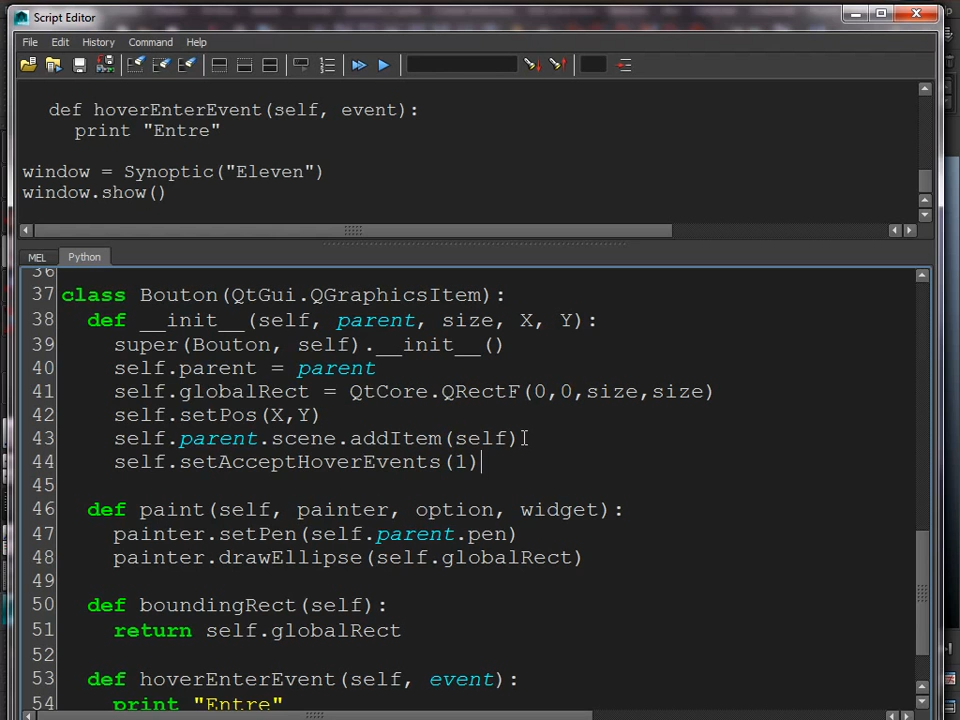 Script Editor
File Edit History Command Help
def hoverEnterEvent(self, event):
print "Entre"
window = Synoptic("Eleven")
window.show()
MEL Python
36
37 class Bouton(QtGui.QGraphicsItem):
38 def __init__(self, parent, size, X, Y):
39 super(Bouton, self).__init__()
40 self.parent = parent
41 self.globalRect = QtCore.QRectF(0,0,size,size)
42 self.setPos(X,Y)
43 self.parent.scene.addItem(self)
44 self.setAcceptHoverEvents(1)
45
46 def paint(self, painter, option, widget):
47 painter.setPen(self.parent.pen)
48 painter.drawEllipse(self.globalRect)
49
50 def boundingRect(self):
51 return self.globalRect
52
53 def hoverEnterEvent(self, event):
54 print "Entre"